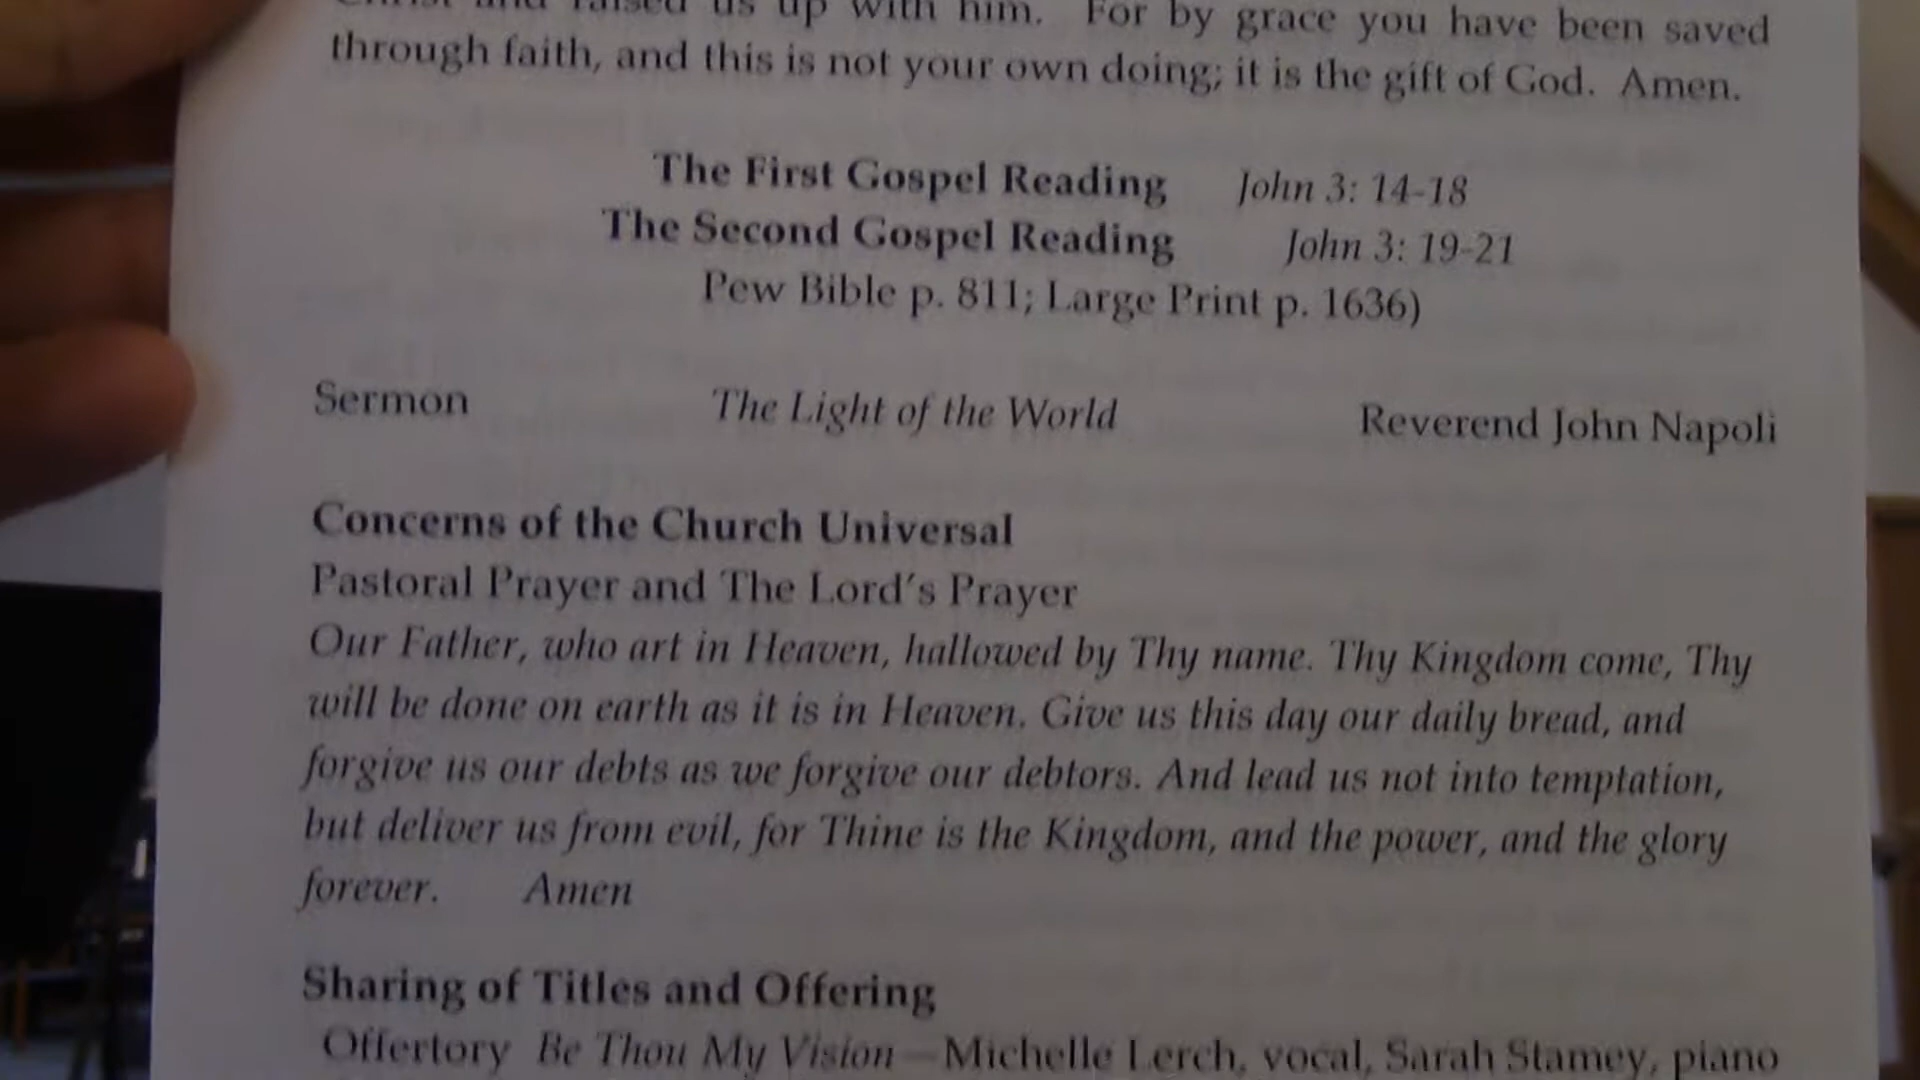 Christ and raised us up with him. For by grace you have been saved
through faith, and this is not your own doing; it is the gift of God. Amen.
The First Gospel Reading John 3: 14-18
The Second Gospel Reading John 3: 19-21
Pew Bible p. 811; Large Print p. 1636)
Sermon The Light of the World Reverend John Napoli
Concerns of the Church Universal
Pastoral Prayer and The Lord's Prayer
Our Father, who art in Heaven, hallowed by Thy name. Thy Kingdom come, Thy
will be done on earth as it is in Heaven. Give us this day our daily bread, and
forgive us our debts as we forgive our debtors. And lead us not into temptation,
but deliver us from evil, for Thine is the Kingdom, and the power, and the glory
forever. Amen
Sharing of Titles and Offering
Offertory Be Thou My Vision—Michelle Lerch, vocal, Sarah Stamey, piano